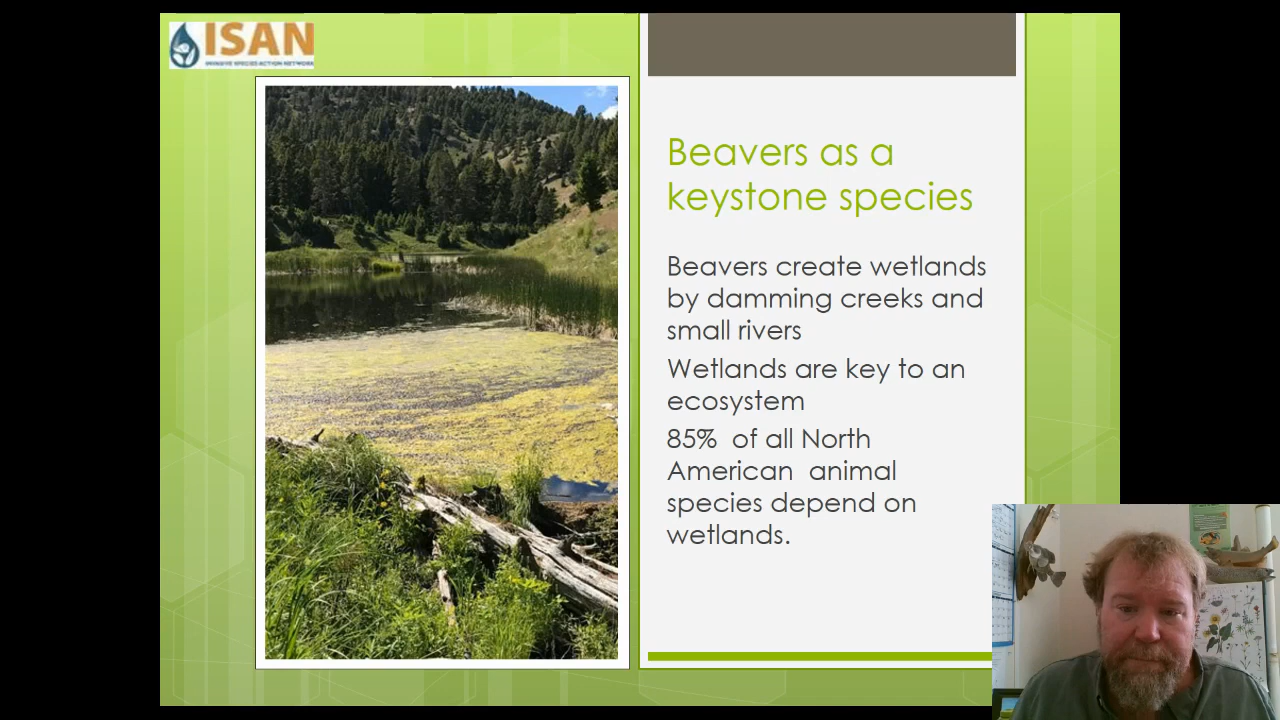 ISAN
INVASIVE SPECIES ACTION NETWORK
Beavers as a
keystone species
Beavers create wetlands
by damming creeks and
small rivers
Wetlands are key to an
ecosystem
85% of all North
American animal
species depend on
wetlands.